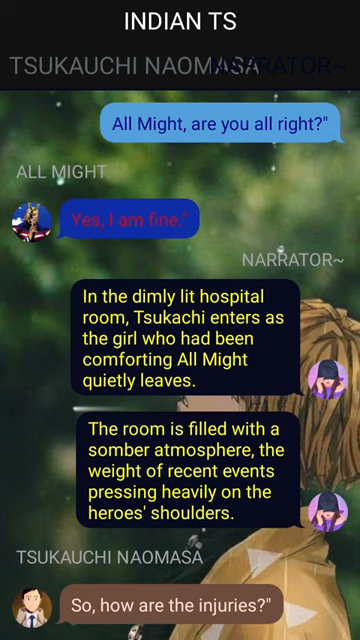 INDIAN TS
TSUKAUCHI NAOMASA
NARRATOR~
All Might, are you all right?"
ALL MIGHT
Yes, I am fine."
NARRATOR~
In the dimly lit hospital
room, Tsukachi enters as
the girl who had been
comforting All Might
quietly leaves.
The room is filled with a
somber atmosphere, the
weight of recent events
pressing heavily on the
heroes' shoulders.
TSUKAUCHI NAOMASA
So, how are the injuries?"